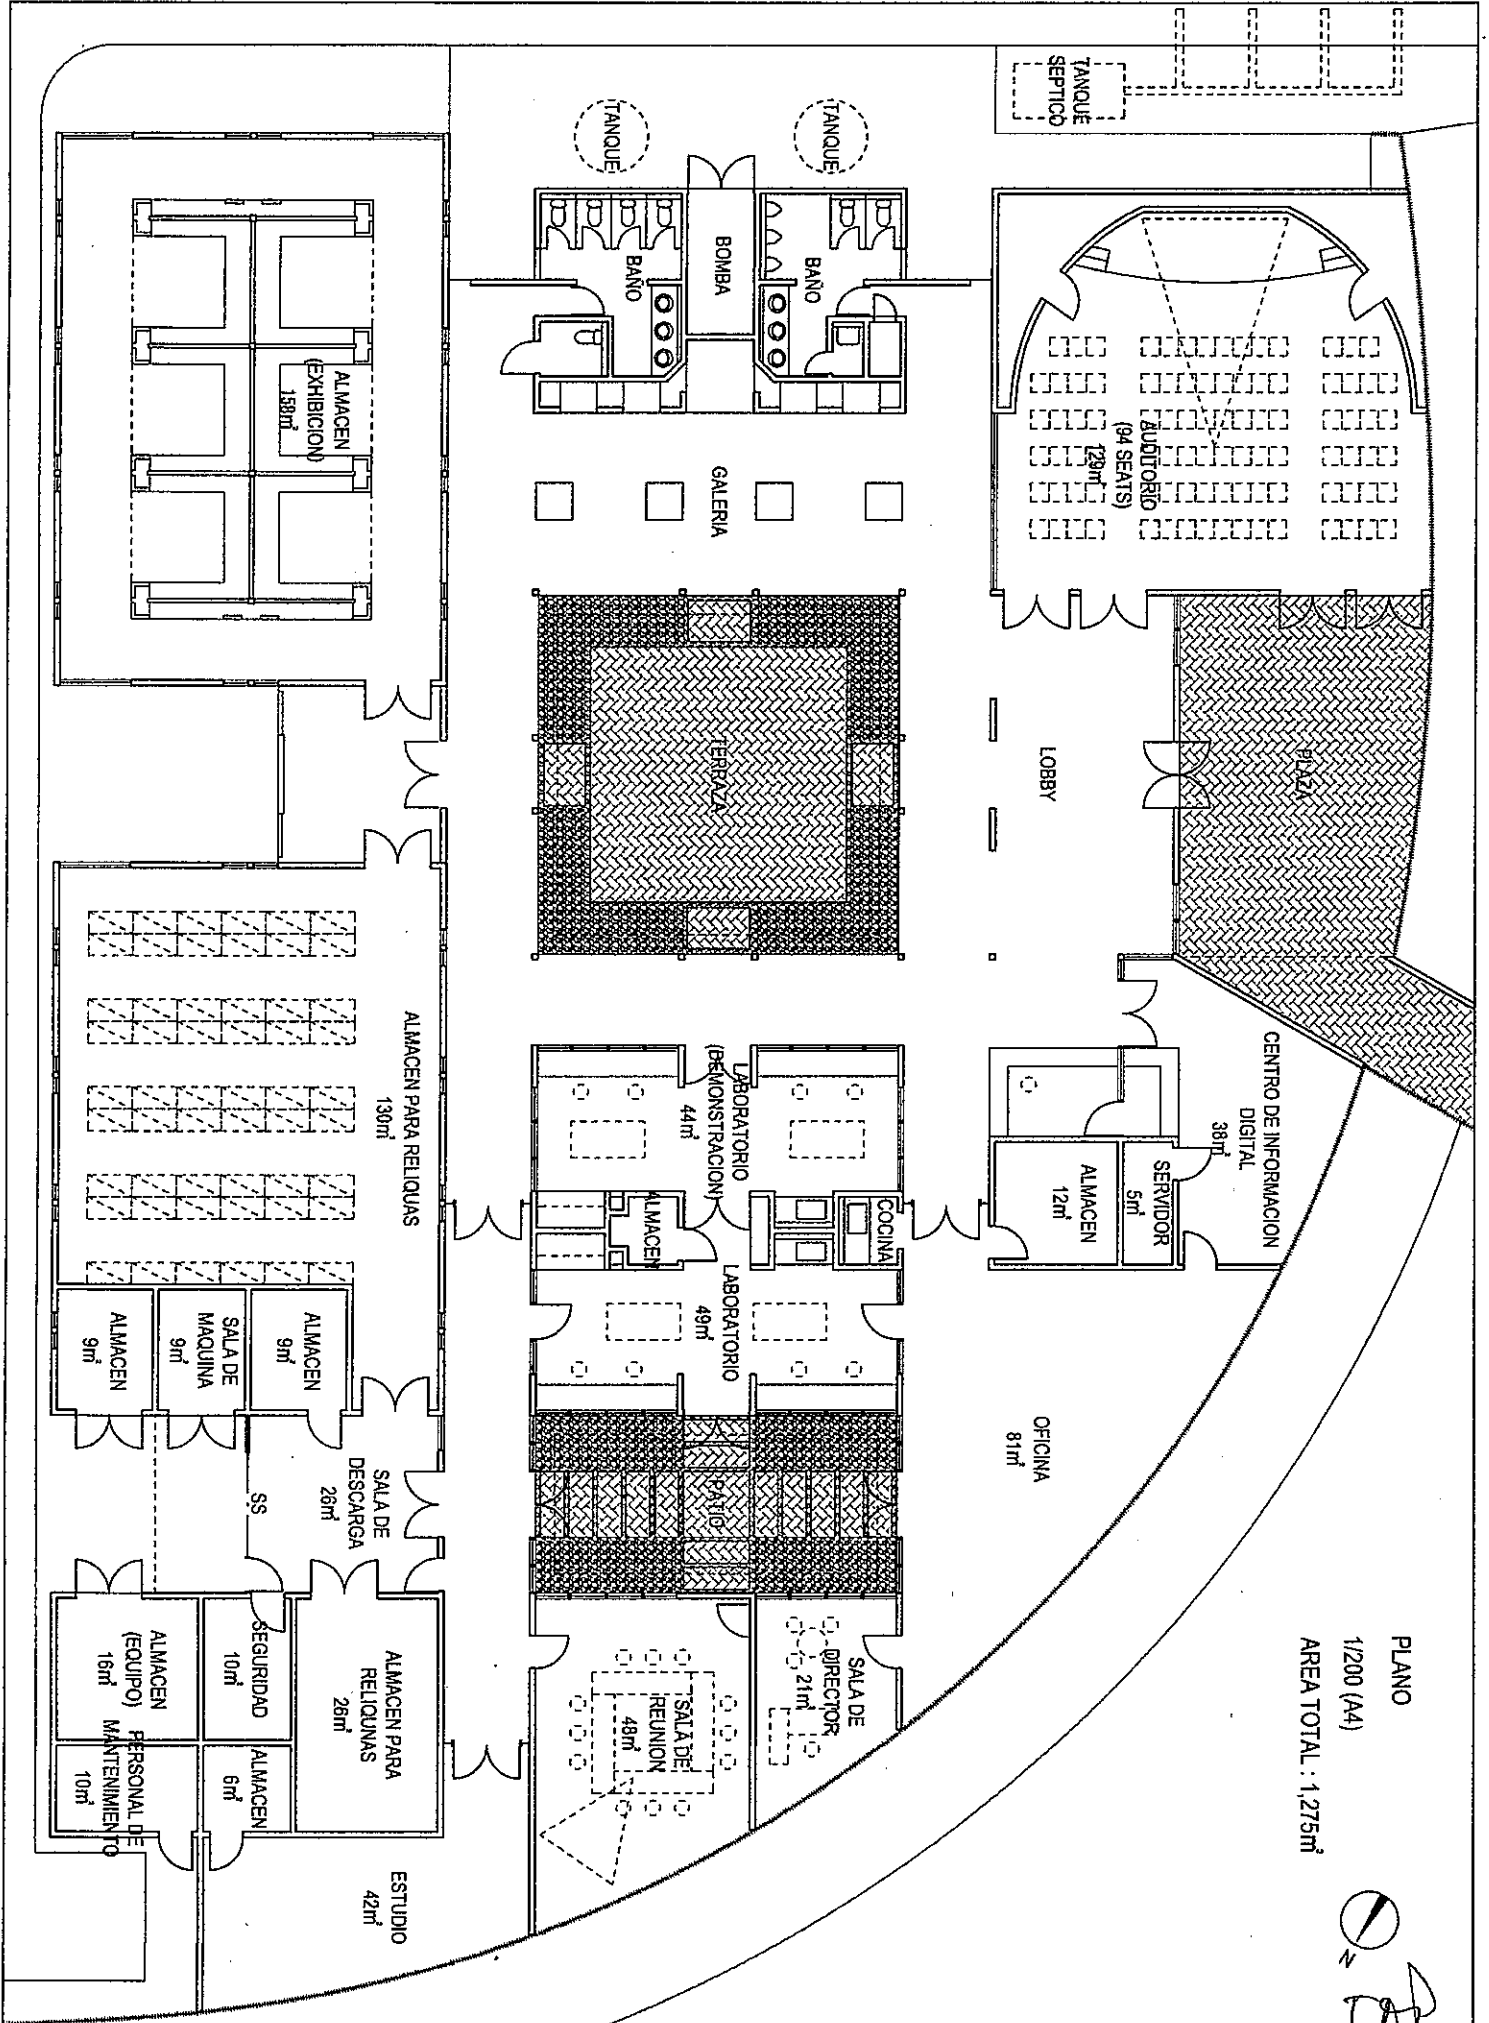 PLANO
1/200 (A4)
AREA TOTAL : 1,275m²
N
TANQUE
SEPTICO
TANQUE
TANQUE
BAÑO
BOMBA
BAÑO
AUDITORIO
(94 SEATS)
129m²
GALERIA
ALMACEN
(EXHIBICION)
158m²
PLAZA
LOBBY
TERRAZA
CENTRO DE INFORMACION
DIGITAL
38m²
SERVIDOR
5m²
ALMACEN
12m²
LABORATORIO
(DEMONSTRACION)
44m²
COCINA
ALMACEN
LABORATORIO
49m²
ALMACEN PARA RELIQUAS
130m²
ALMACEN
9m²
SALA DE
MAQUINA
9m²
ALMACEN
9m²
OFICINA
81m²
PATIO
SALA DE
DESCARGA
26m²
SS
SALA DE
DIRECTOR
21m²
SALA DE
REUNION
48m²
ALMACEN PARA
RELIQUNAS
26m²
SEGURIDAD
10m²
ALMACEN
(EQUIPO)
16m²
ALMACEN
6m²
PERSONAL DE
MANTENIMIENTO
10m²
ESTUDIO
42m²